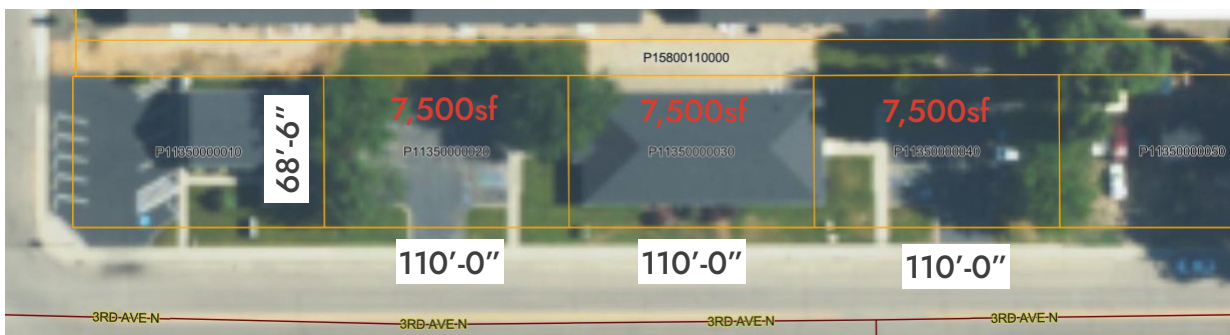 P15800110000
7,500sf
7,500sf
7,500sf
68’-6”
P11350000010
P11350000020
P11350000030
P11350000040
P11350000050
110’-0”
110’-0”
110’-0”
3RD-AVE-N
3RD-AVE-N
3RD-AVE-N
3RD-AVE-N